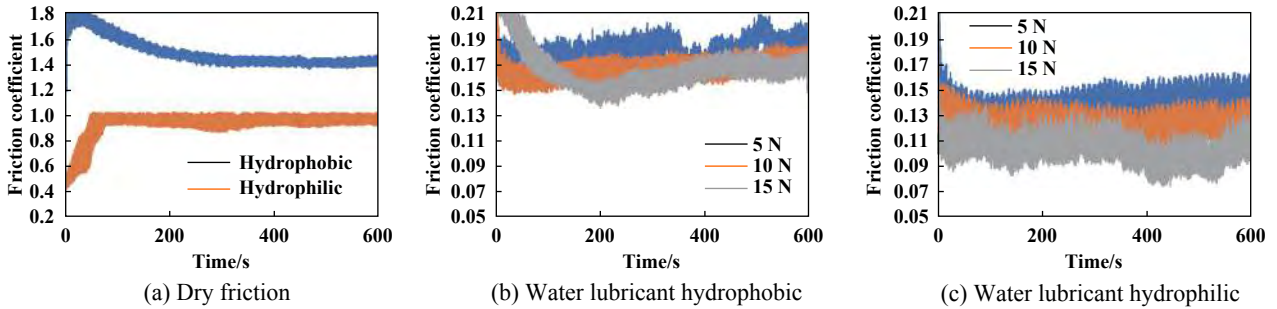 Friction coefficient
1.8
1.6
1.4
1.2
1.0
0.8
0.6
0.4
0.2
Hydrophobic
Hydrophilic
0 200 400 600
Time/s
(a) Dry friction
Friction coefficient
0.21
0.19
0.17
0.15
0.13
0.11
0.09
0.07
0.05
5 N
10 N
15 N
0 200 400 600
Time/s
(b) Water lubricant hydrophobic
Friction coefficient
0.21
0.19
0.17
0.15
0.13
0.11
0.09
0.07
0.05
5 N
10 N
15 N
0 200 400 600
Time/s
(c) Water lubricant hydrophilic